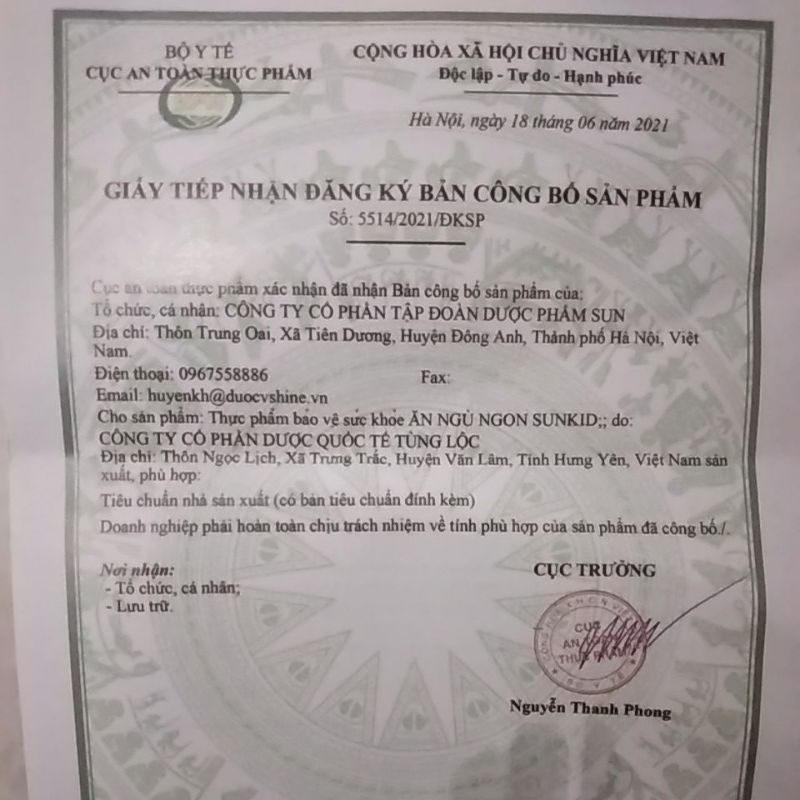 BỘ Y TẾ
CỤC AN TOÀN THỰC PHẨM
CỘNG HÒA XÃ HỘI CHỦ NGHĨA VIỆT NAM
Độc lập - Tự do - Hạnh phúc
Hà Nội, ngày 18 tháng 06 năm 2021
GIẤY TIẾP NHẬN ĐĂNG KÝ BẢN CÔNG BỐ SẢN PHẨM
Số: 5514/2021/ĐKSP
Cục an toàn thực phẩm xác nhận đã nhận Bản công bố sản phẩm của:
Tổ chức, cá nhân: CÔNG TY CỔ PHẦN TẬP ĐOÀN DƯỢC PHẨM SUN
Địa chỉ: Thôn Trung Oai, Xã Tiên Dương, Huyện Đông Anh, Thành phố Hà Nội, Việt
Nam.
Điện thoại: 0967558886 Fax:
Email: huyenkh@duocvshine.vn
Cho sản phẩm: Thực phẩm bảo vệ sức khỏe ĂN NGỦ NGON SUNKID;; do:
CÔNG TY CỔ PHẦN DƯỢC QUỐC TẾ TÙNG LỘC
Địa chỉ: Thôn Ngọc Lịch, Xã Trưng Trắc, Huyện Văn Lâm, Tỉnh Hưng Yên, Việt Nam sản
xuất, phù hợp:
Tiêu chuẩn nhà sản xuất (có bản tiêu chuẩn đính kèm)
Doanh nghiệp phải hoàn toàn chịu trách nhiệm về tính phù hợp của sản phẩm đã công bố./.
Nơi nhận:
- Tổ chức, cá nhân;
- Lưu trữ.
CỤC TRƯỞNG
CỤC
AN
THỰC PHẨM
BỘ Y TẾ
Nguyễn Thanh Phong